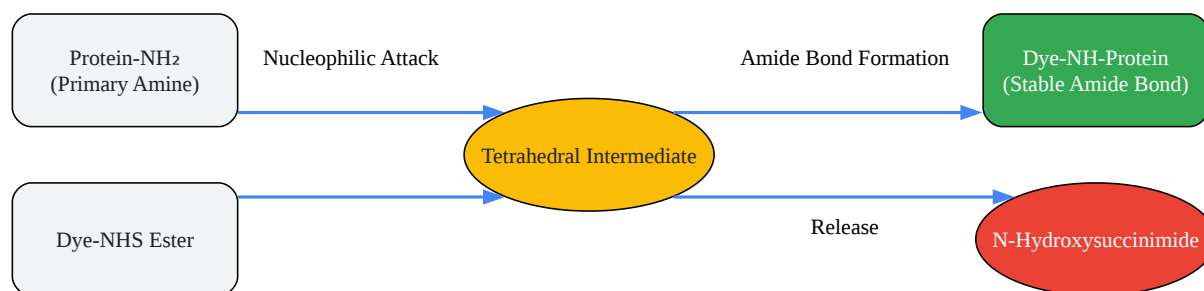 Protein-NH₂
(Primary Amine)
Nucleophilic Attack
Amide Bond Formation
Dye-NH-Protein
(Stable Amide Bond)
Tetrahedral Intermediate
Dye-NHS Ester
Release
N-Hydroxysuccinimide